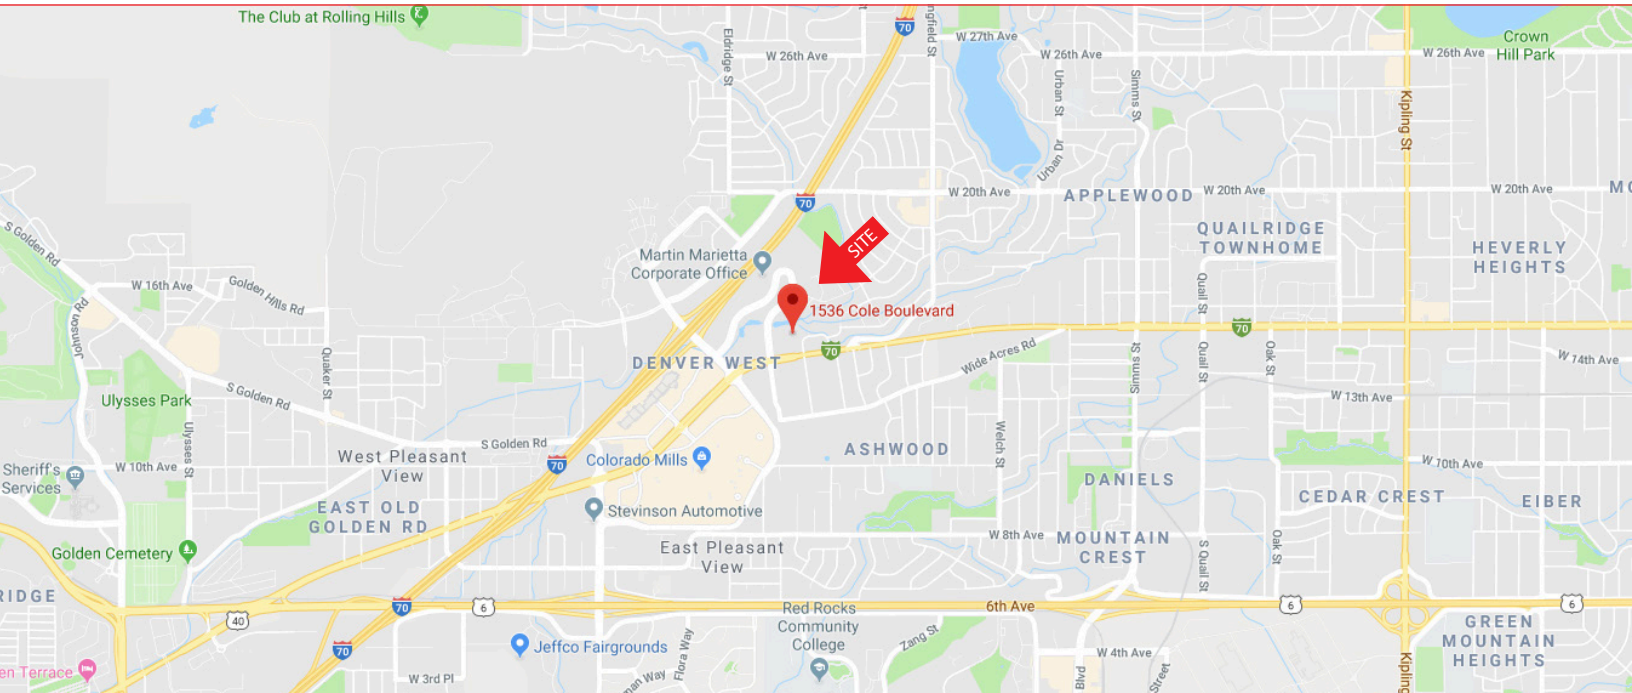 The Club at Rolling Hills
70
W 27th Ave
Crown
Hill Park
Eldridge St
W 26th Ave
W 26th Ave
W 26th Ave
Urban St
Simms St
Kipling St
Urban Dr
W 20th Ave
APPLEWOOD
W 20th Ave
W 20th Ave
70
S Golden Rd
Martin Marietta
Corporate Office
SITE
QUAILRIDGE
TOWNHOME
HEVERLY
HEIGHTS
W 16th Ave
Golden Hills Rd
Johnson Rd
1536 Cole Boulevard
Quail St
70
70
DENVER WEST
Wide Acres Rd
Simms St
Quail St
Oak St
W 14th Ave
Quaker St
S Golden Rd
Ulysses Park
W 13th Ave
Ulysses St
S Golden Rd
West Pleasant
View
70
Colorado Mills
ASHWOOD
Welch St
W 10th Ave
Sheriff's
Services
W 10th Ave
DANIELS
CEDAR CREST
EIBER
EAST OLD
GOLDEN RD
Stevinson Automotive
W 8th Ave
MOUNTAIN
CREST
East Pleasant
View
Golden Cemetery
S Quail St
Oak St
RIDGE
70
6
Red Rocks
Community
College
6th Ave
6
6
40
GREEN
MOUNTAIN
HEIGHTS
70
Jeffco Fairgrounds
Flora Way
Zang St
W 4th Ave
en Terrace
W 3rd Pl
man Way
Blvd
Street
Kipling